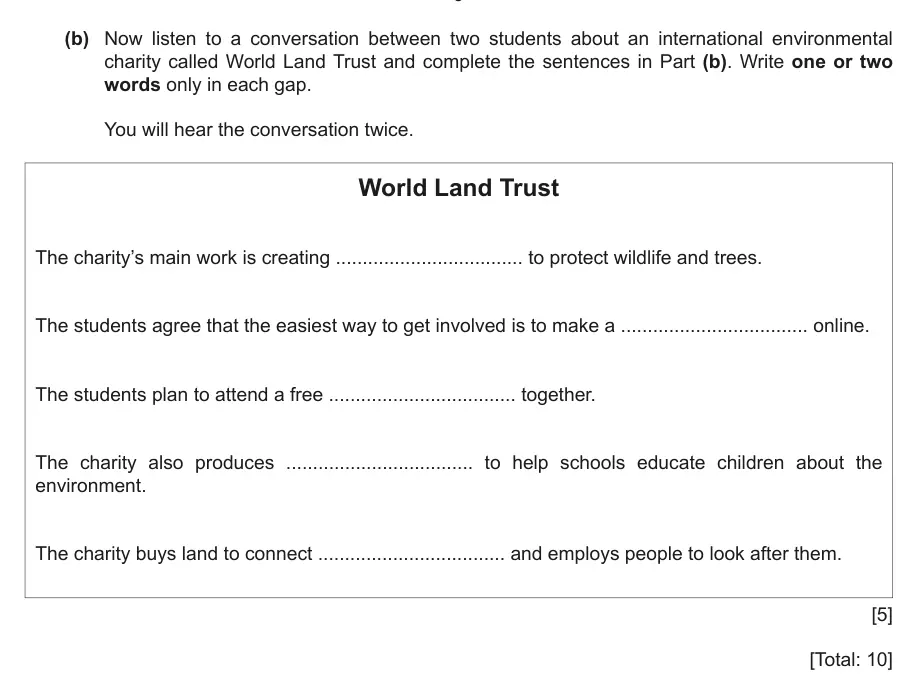 (b) Now listen to a conversation between two students about an international environmental
charity called World Land Trust and complete the sentences in Part (b). Write one or two
words only in each gap.
You will hear the conversation twice.
World Land Trust
The charity’s main work is creating ................................... to protect wildlife and trees.
The students agree that the easiest way to get involved is to make a ................................... online.
The students plan to attend a free ................................... together.
The charity also produces ................................... to help schools educate children about the
environment.
The charity buys land to connect ................................... and employs people to look after them.
[5]
[Total: 10]